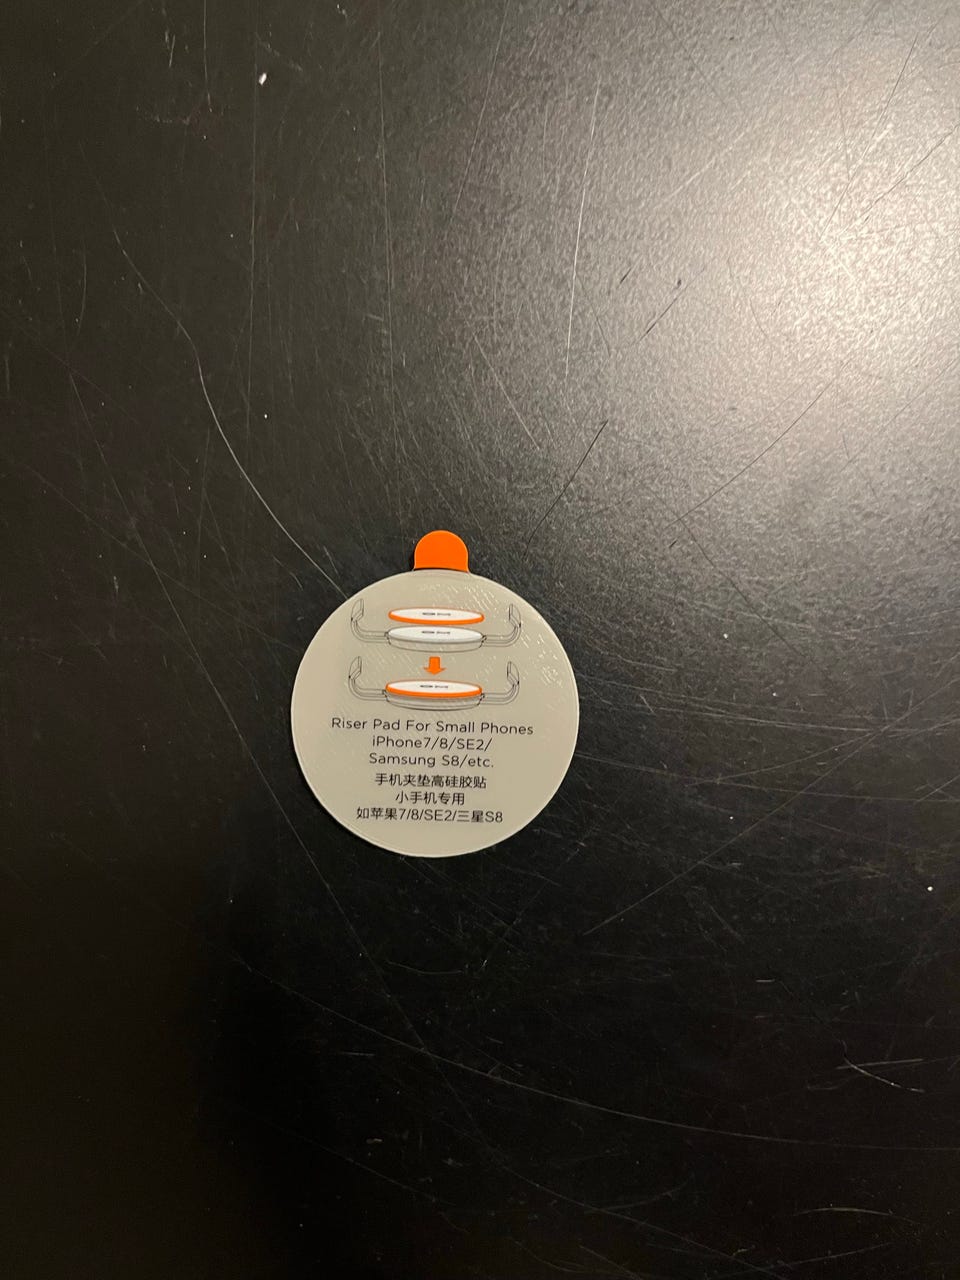 Riser Pad For Small Phones
iPhone7/8/SE2/
Samsung S8/etc.
手机夹垫高硅胶贴
小手机专用
如苹果7/8/SE2/三星S8